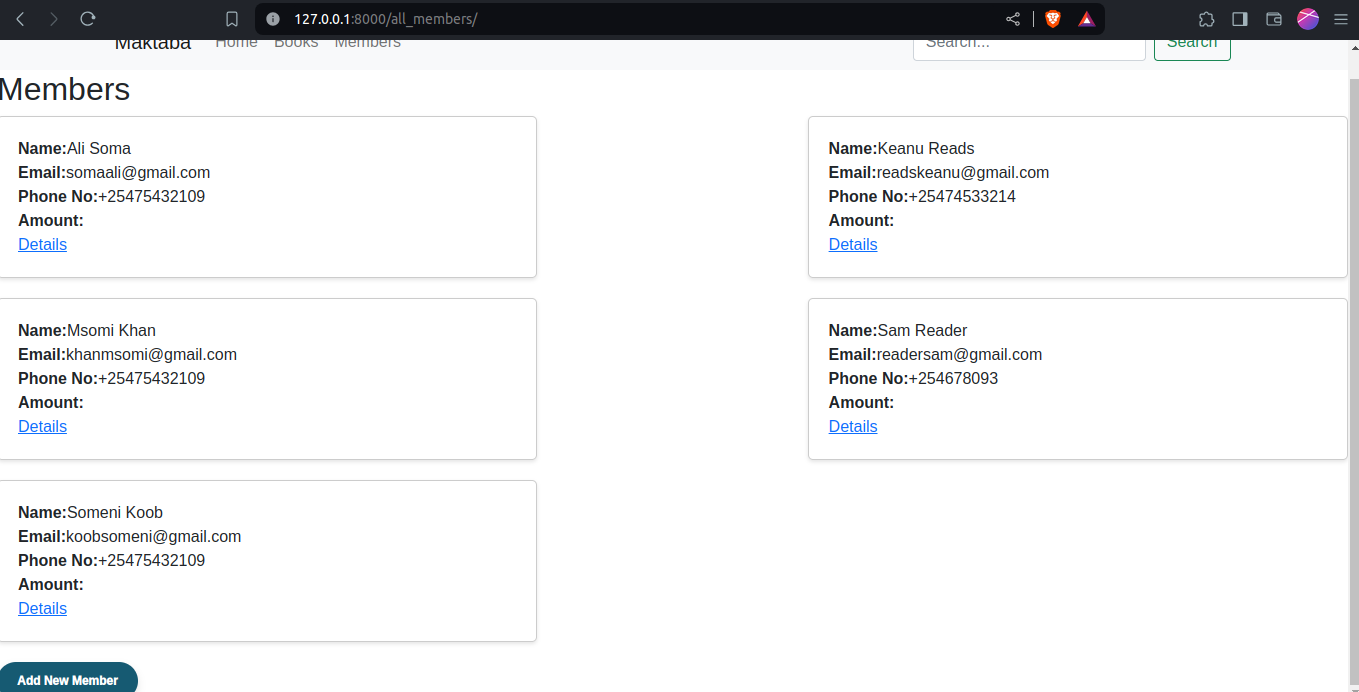 127.0.0.1:8000/all_members/
Maktaba Home Books Members Search... Search
Members
Name:Ali Soma
Email:somaali@gmail.com
Phone No:+25475432109
Amount:
Details
Name:Keanu Reads
Email:readskeanu@gmail.com
Phone No:+25474533214
Amount:
Details
Name:Msomi Khan
Email:khanmsomi@gmail.com
Phone No:+25475432109
Amount:
Details
Name:Sam Reader
Email:readersam@gmail.com
Phone No:+254678093
Amount:
Details
Name:Someni Koob
Email:koobsomeni@gmail.com
Phone No:+25475432109
Amount:
Details
Add New Member